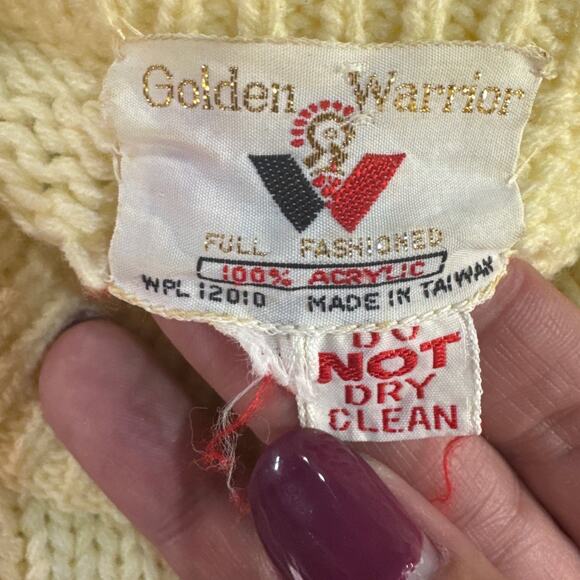 Golden Warrior
FULL FASHIONED
100% ACRYLIC
WPL 12010 MADE IN TAIWAN
DO
NOT
DRY
CLEAN